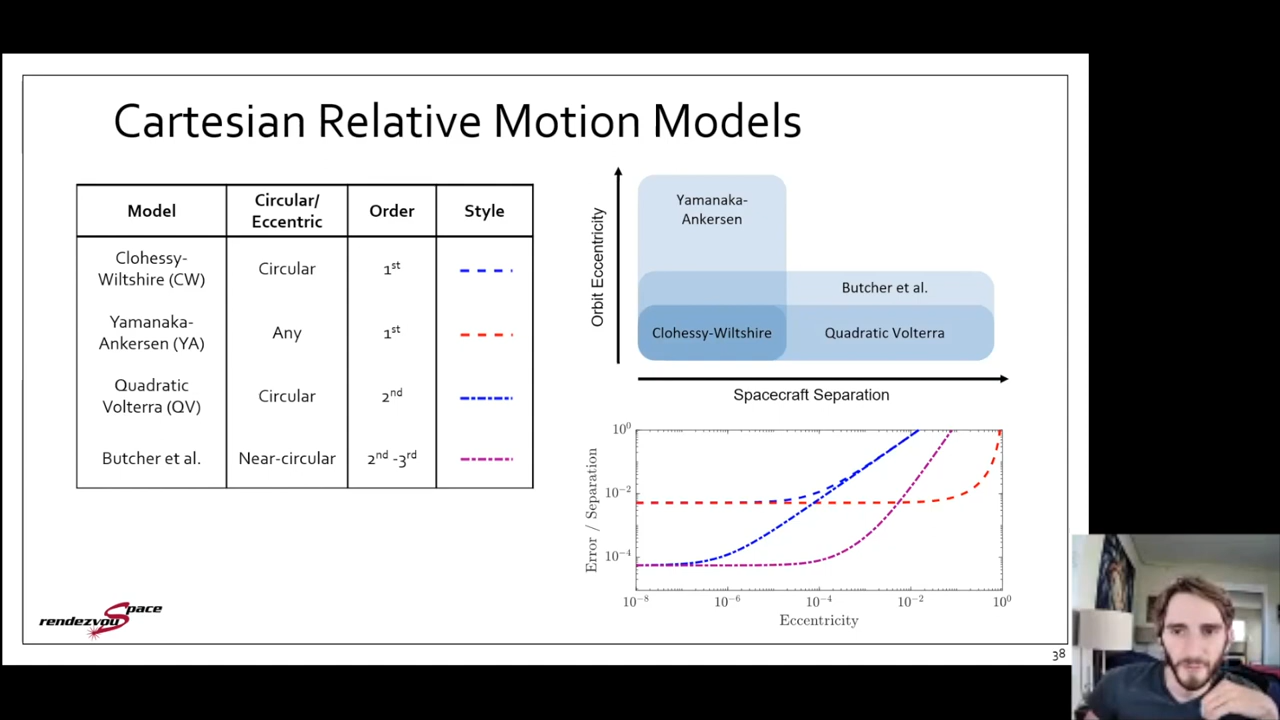 Cartesian Relative Motion Models
Model
Circular/
Eccentric
Order
Style
Clohessy-
Wiltshire (CW)
Circular
1st
Yamanaka-
Ankersen (YA)
Any
1st
Quadratic
Volterra (QV)
Circular
2nd
Butcher et al.
Near-circular
2nd -3rd
Orbit Eccentricity
Yamanaka-
Ankersen
Butcher et al.
Clohessy-Wiltshire
Quadratic Volterra
Spacecraft Separation
Error / Separation
10^0
10^-2
10^-4
10^-8
10^-6
10^-4
10^-2
10^0
Eccentricity
Space
rendezvou
38